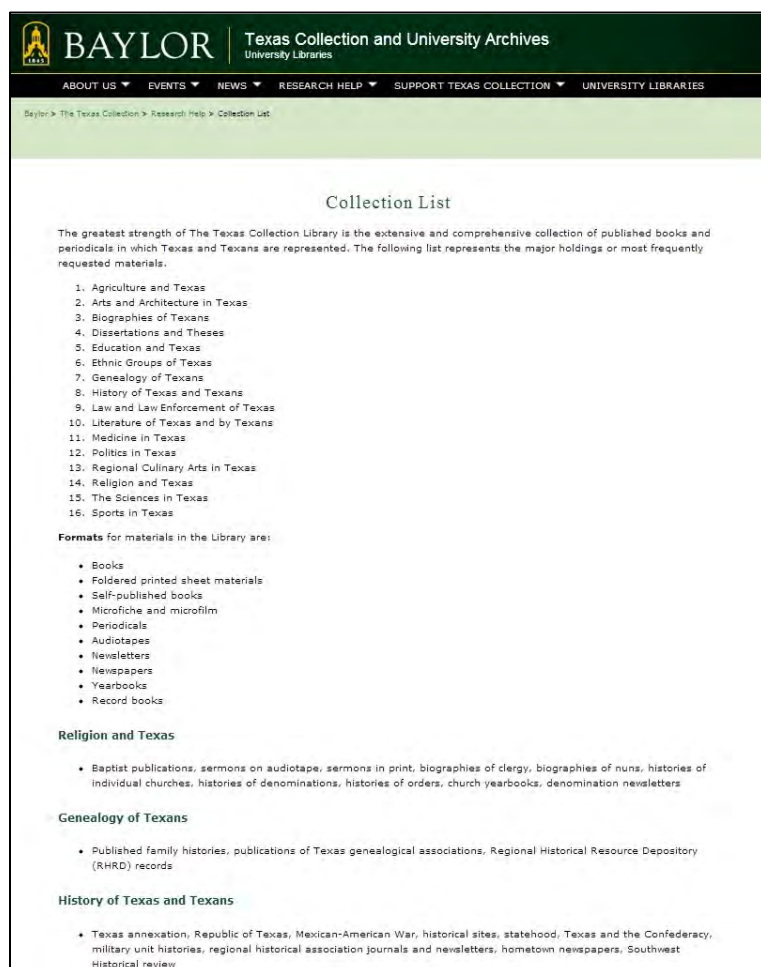 BAYLOR
Texas Collection and University Archives
University Libraries
1845
ABOUT US EVENTS NEWS RESEARCH HELP SUPPORT TEXAS COLLECTION UNIVERSITY LIBRARIES
Baylor > The Texas Collection > Research Help > Collection List
Collection List
The greatest strength of The Texas Collection Library is the extensive and comprehensive collection of published books and
periodicals in which Texas and Texans are represented. The following list represents the major holdings or most frequently
requested materials.
1. Agriculture and Texas
2. Arts and Architecture in Texas
3. Biographies of Texans
4. Dissertations and Theses
5. Education and Texas
6. Ethnic Groups of Texas
7. Genealogy of Texans
8. History of Texas and Texans
9. Law and Law Enforcement of Texas
10. Literature of Texas and by Texans
11. Medicine in Texas
12. Politics in Texas
13. Regional Culinary Arts in Texas
14. Religion and Texas
15. The Sciences in Texas
16. Sports in Texas
Formats for materials in the Library are:
• Books
• Foldered printed sheet materials
• Self-published books
• Microfiche and microfilm
• Periodicals
• Audiotapes
• Newsletters
• Newspapers
• Yearbooks
• Record books
Religion and Texas
• Baptist publications, sermons on audiotape, sermons in print, biographies of clergy, biographies of nuns, histories of
individual churches, histories of denominations, histories of orders, church yearbooks, denomination newsletters
Genealogy of Texans
• Published family histories, publications of Texas genealogical associations, Regional Historical Resource Depository
(RHRD) records
History of Texas and Texans
• Texas annexation, Republic of Texas, Mexican-American War, historical sites, statehood, Texas and the Confederacy,
military unit histories, regional historical association journals and newsletters, hometown newspapers, Southwest
Historical review